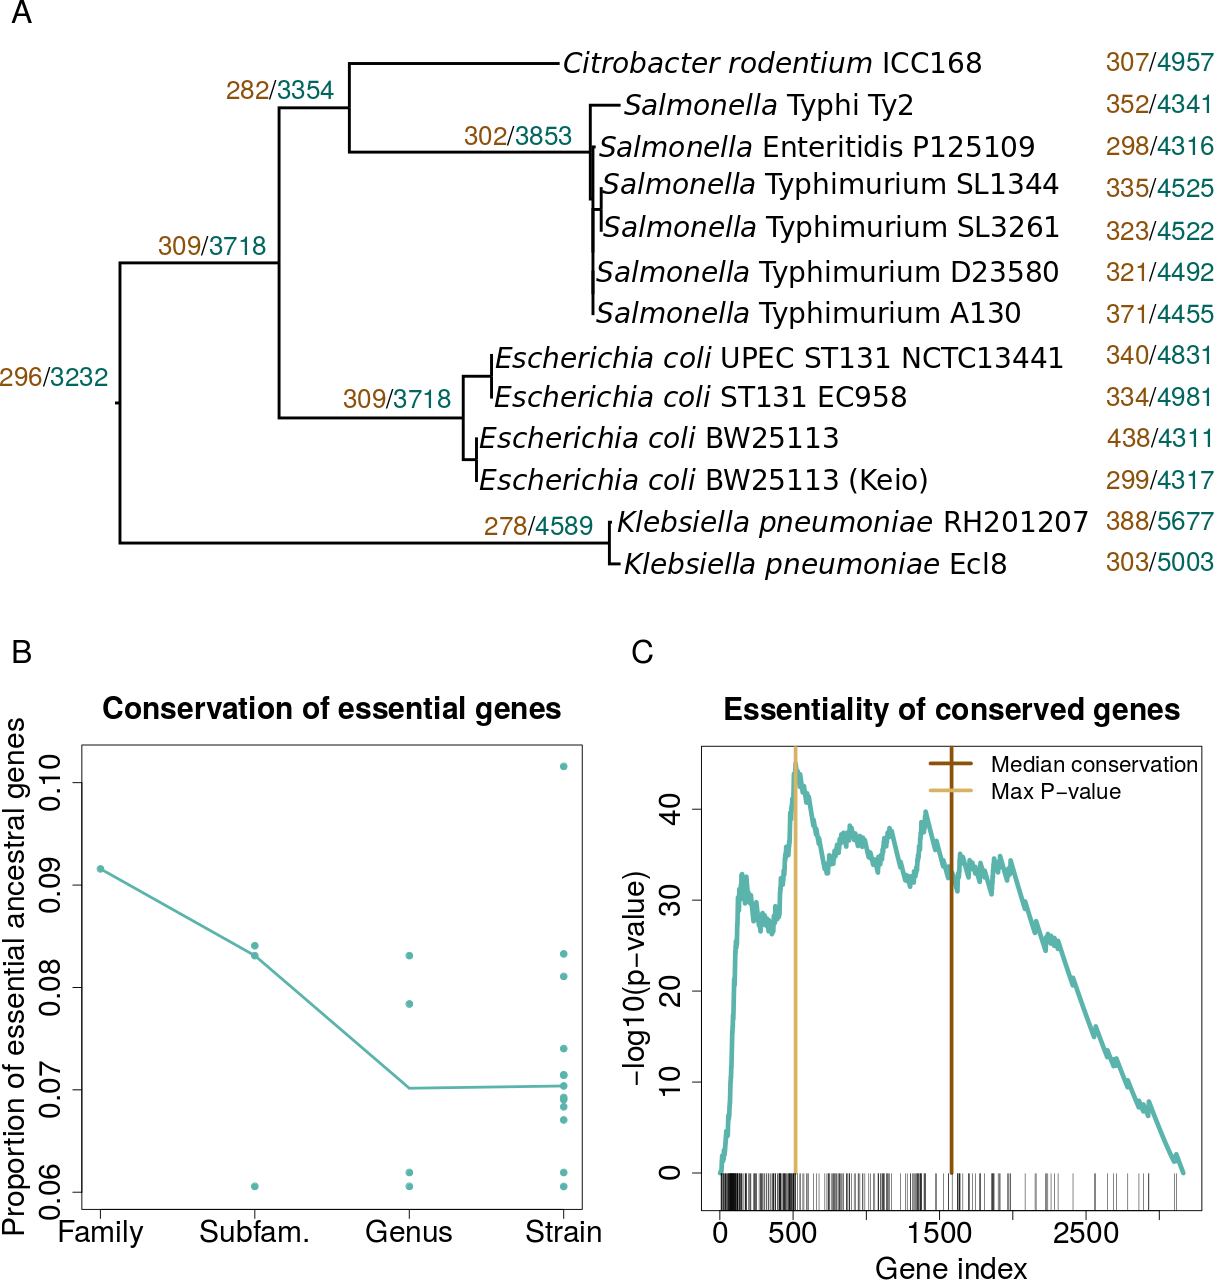 A
Citrobacter rodentium ICC168 307/4957
282/3354
Salmonella Typhi Ty2 352/4341
302/3853
Salmonella Enteritidis P125109 298/4316
Salmonella Typhimurium SL1344 335/4525
Salmonella Typhimurium SL3261 323/4522
309/3718
Salmonella Typhimurium D23580 321/4492
Salmonella Typhimurium A130 371/4455
Escherichia coli UPEC ST131 NCTC13441 340/4831
296/3232
309/3718
Escherichia coli ST131 EC958 334/4981
Escherichia coli BW25113 438/4311
Escherichia coli BW25113 (Keio) 299/4317
278/4589
Klebsiella pneumoniae RH201207 388/5677
Klebsiella pneumoniae Ecl8 303/5003
B
Conservation of essential genes
Proportion of essential ancestral genes
0.10
0.09
0.08
0.07
0.06
Family Subfam. Genus Strain
C
Essentiality of conserved genes
Median conservation
Max P−value
−log10(p−value)
40
30
20
10
0
0 500 1500 2500
Gene index